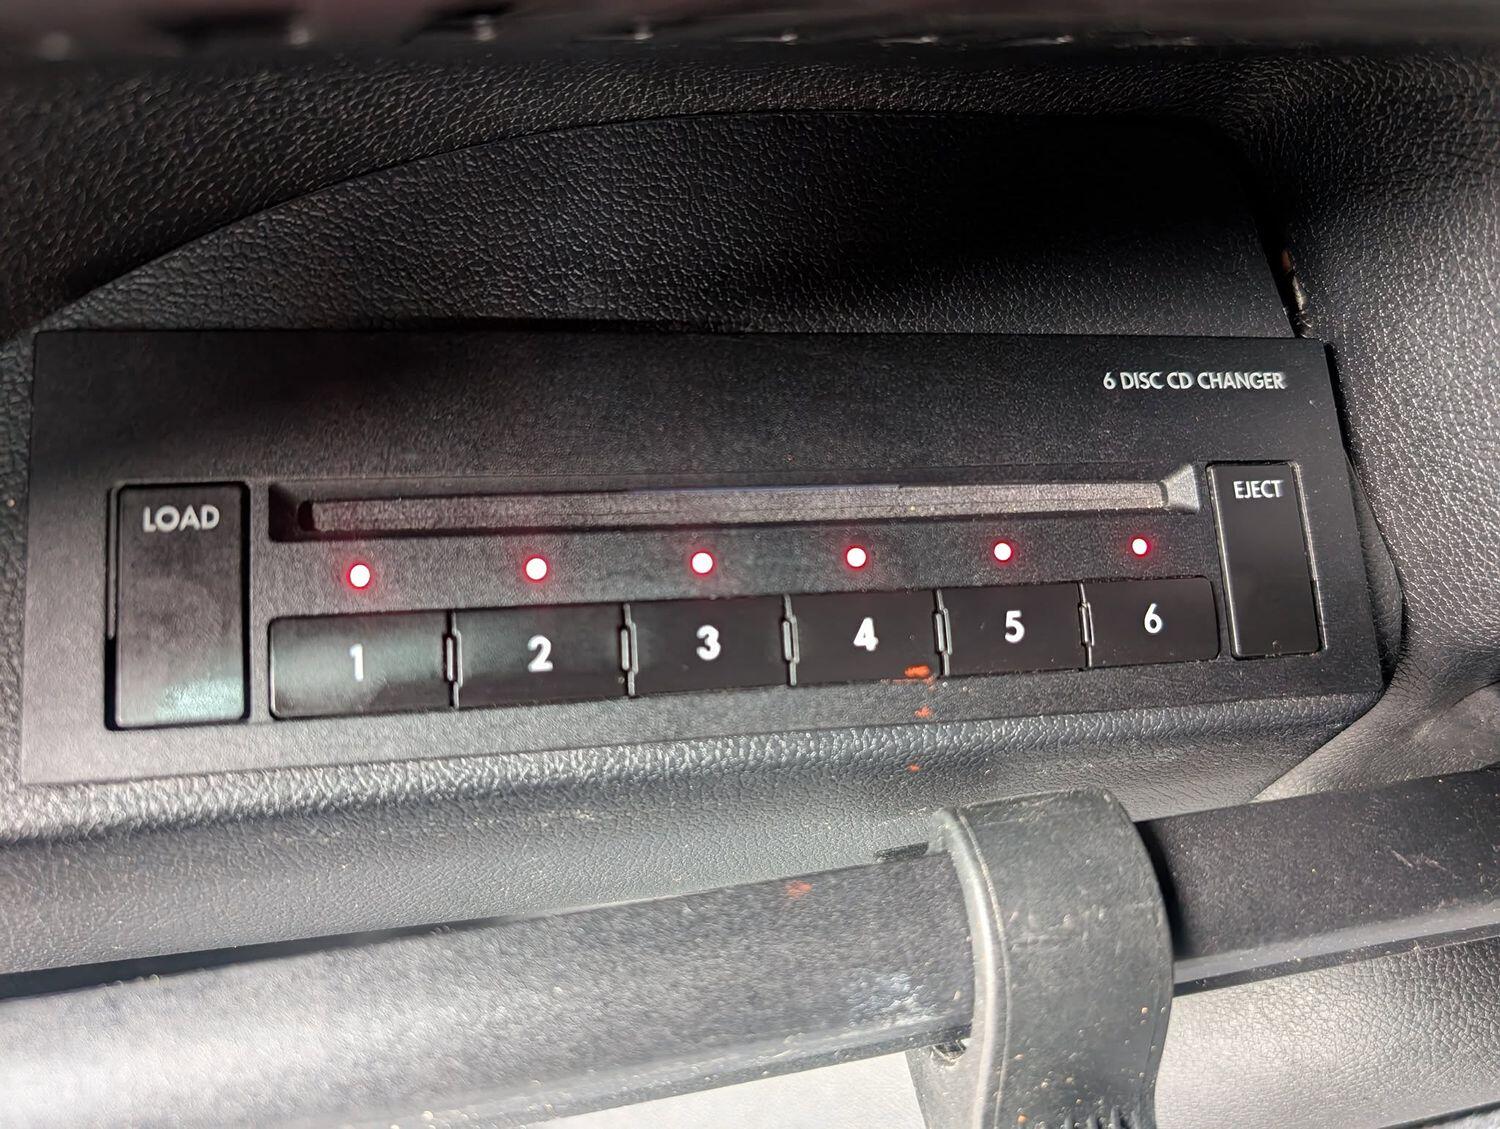 6 DISC CD CHANGER
LOAD
EJECT
1 2 3 4 5 6